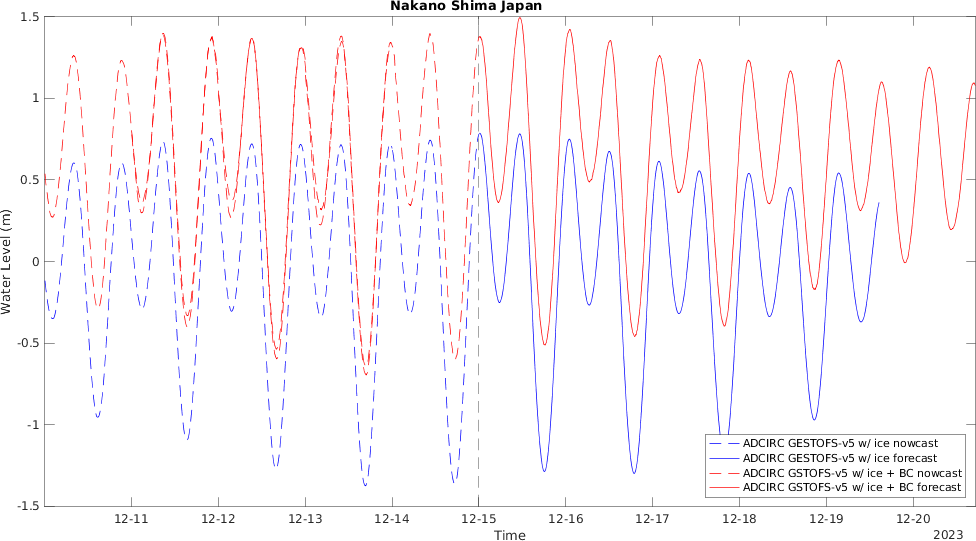 Nakano Shima Japan
1.5
1
0.5
0
-0.5
-1
-1.5
Water Level (m)
ADCIRC GESTOFS-v5 w/ ice nowcast
ADCIRC GESTOFS-v5 w/ ice forecast
ADCIRC GSTOFS-v5 w/ ice + BC nowcast
ADCIRC GSTOFS-v5 w/ ice + BC forecast
12-11 12-12 12-13 12-14 12-15 12-16 12-17 12-18 12-19 12-20
Time
2023